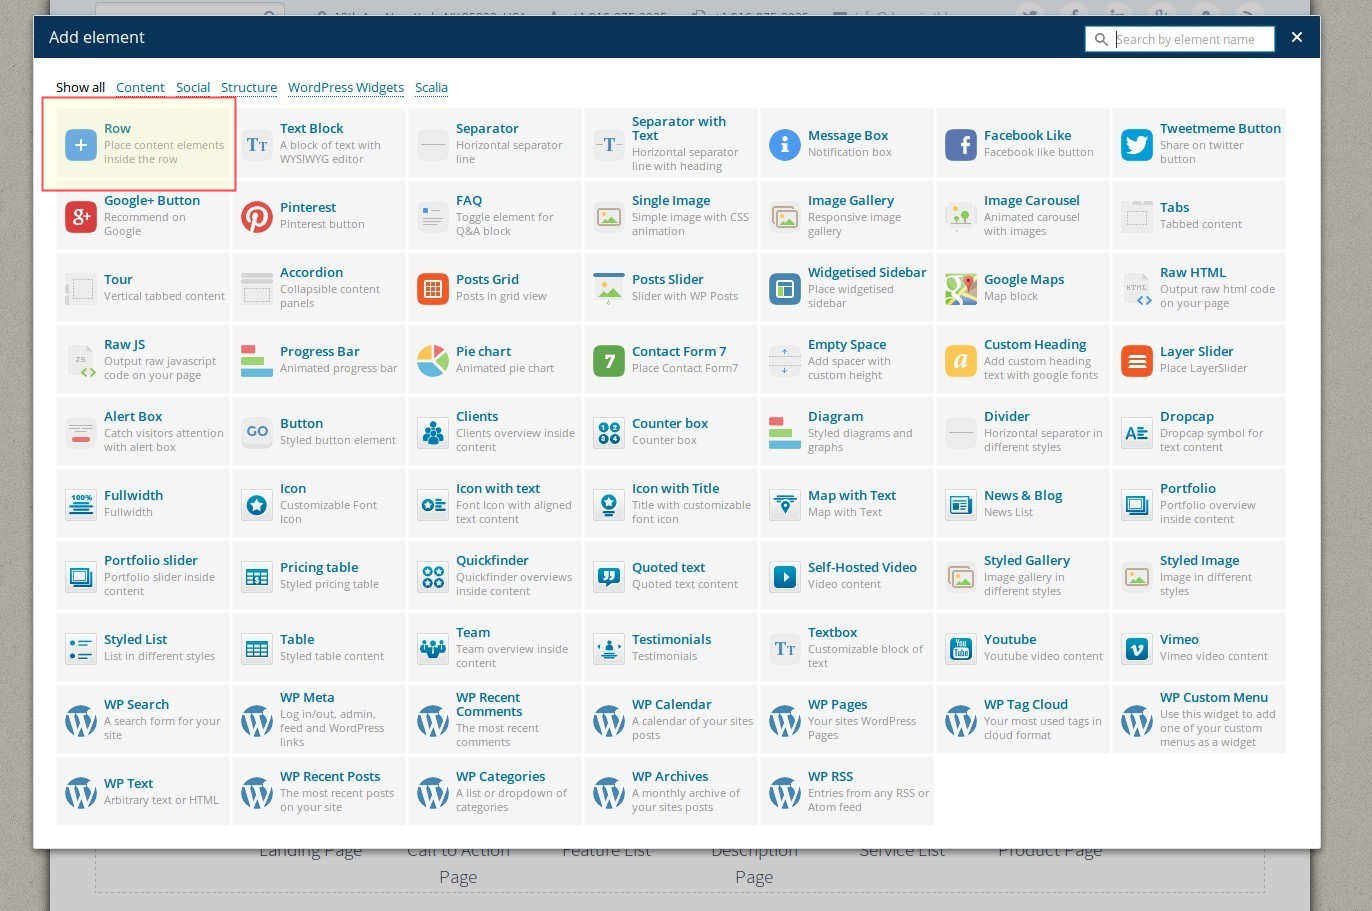 Add element
Search by element name
Show all Content Social Structure WordPress Widgets Scalia
Row
Place content elements
inside the row
Text Block
A block of text with
WYSIWYG editor
Separator
Horizontal separator
line
Separator with
Text
Horizontal separator
line with heading
Message Box
Notification box
Facebook Like
Facebook like button
Tweetmeme Button
Share on twitter
button
Google+ Button
Recommend on
Google
Pinterest
Pinterest button
FAQ
Toggle element for
Q&A block
Single Image
Simple image with CSS
animation
Image Gallery
Responsive image
gallery
Image Carousel
Animated carousel
with images
Tabs
Tabbed content
Tour
Vertical tabbed content
Accordion
Collapsible content
panels
Posts Grid
Posts in grid view
Posts Slider
Slider with WP Posts
Widgetised Sidebar
Place widgetised
sidebar
Google Maps
Map block
HTML
Raw HTML
Output raw html code
on your page
JS
Raw JS
Output raw javascript
code on your page
Progress Bar
Animated progress bar
Pie chart
Animated pie chart
7
Contact Form 7
Place Contact Form7
Empty Space
Add spacer with
custom height
Custom Heading
Add custom heading
text with google fonts
Layer Slider
Place LayerSlider
Alert Box
Catch visitors attention
with alert box
GO
Button
Styled button element
Clients
Clients overview inside
content
Counter box
Counter box
Diagram
Styled diagrams and
graphs
Divider
Horizontal separator in
different styles
Dropcap
Dropcap symbol for
text content
100%
Fullwidth
Fullwidth
Icon
Customizable Font
Icon
Icon with text
Font Icon with aligned
text content
Icon with Title
Title with customizable
font icon
Map with Text
Map with Text
News & Blog
News List
Portfolio
Portfolio overview
inside content
Portfolio slider
Portfolio slider inside
content
Pricing table
Styled pricing table
Quickfinder
Quickfinder overviews
inside content
Quoted text
Quoted text content
Self-Hosted Video
Video content
Styled Gallery
Image gallery in
different styles
Styled Image
Image in different
styles
Styled List
List in different styles
Table
Styled table content
Team
Team overview inside
content
Testimonials
Testimonials
Textbox
Customizable block of
text
You
Tube
Youtube
Youtube video content
Vimeo
Vimeo video content
WP Search
A search form for your
site
WP Meta
Log in/out, admin,
feed and WordPress
links
WP Recent
Comments
The most recent
comments
WP Calendar
A calendar of your sites
posts
WP Pages
Your sites WordPress
Pages
WP Tag Cloud
Your most used tags in
cloud format
WP Custom Menu
Use this widget to add
one of your custom
menus as a widget
WP Text
Arbitrary text or HTML
WP Recent Posts
The most recent posts
on your site
WP Categories
A list or dropdown of
categories
WP Archives
A monthly archive of
your sites posts
WP RSS
Entries from any RSS or
Atom feed
Landing Page
Call to Action
Page
Feature List
Description
Page
Service List
Product Page